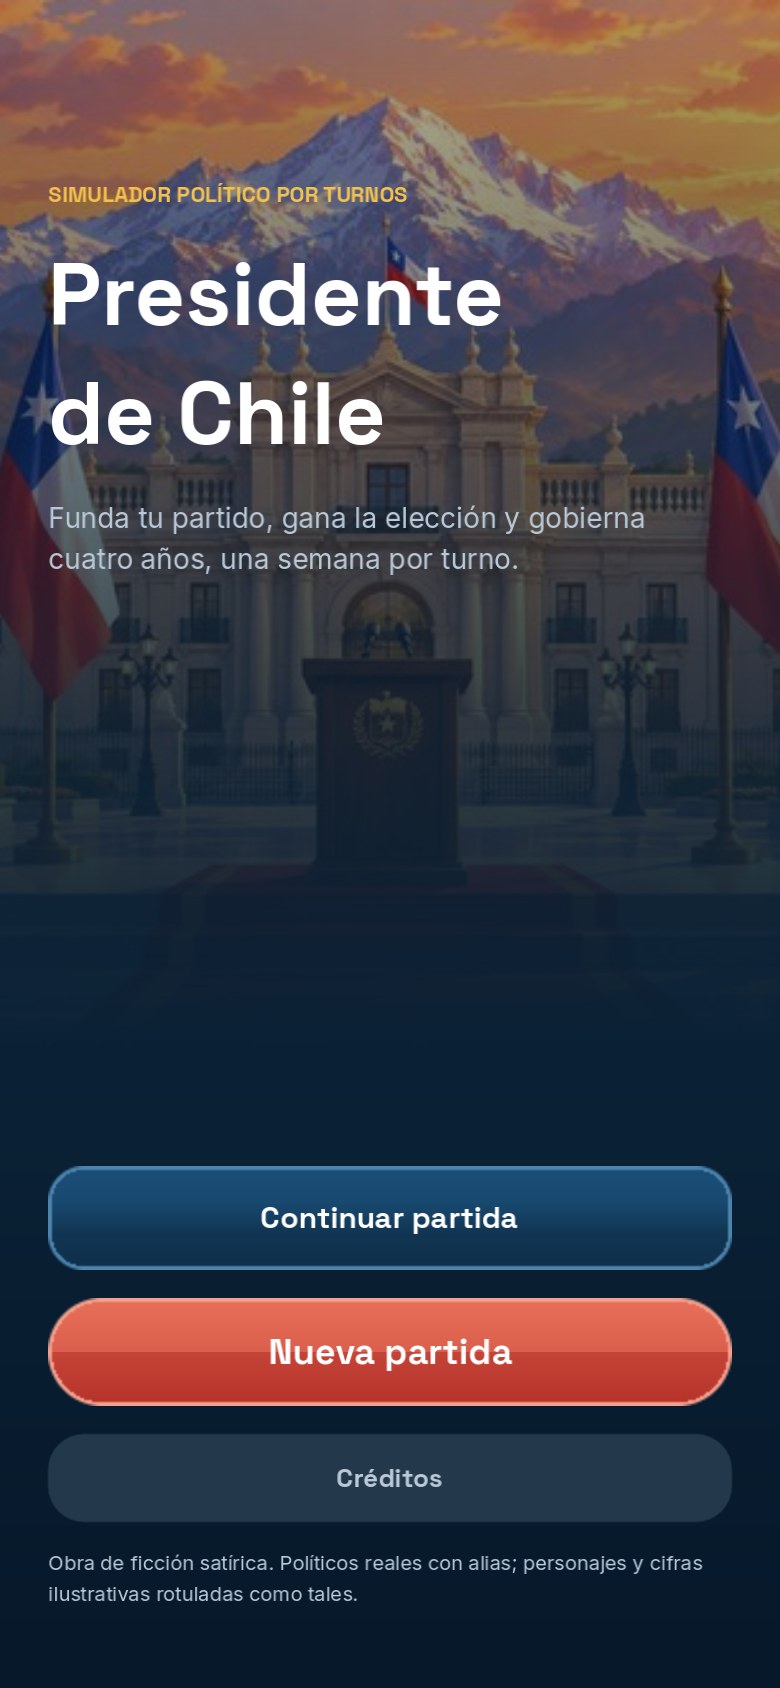 SIMULADOR POLÍTICO POR TURNOS
Presidente
de Chile
Funda tu partido, gana la elección y gobierna
cuatro años, una semana por turno.
Continuar partida
Nueva partida
Créditos
Obra de ficción satírica. Políticos reales con alias; personajes y cifras
ilustrativas rotuladas como tales.